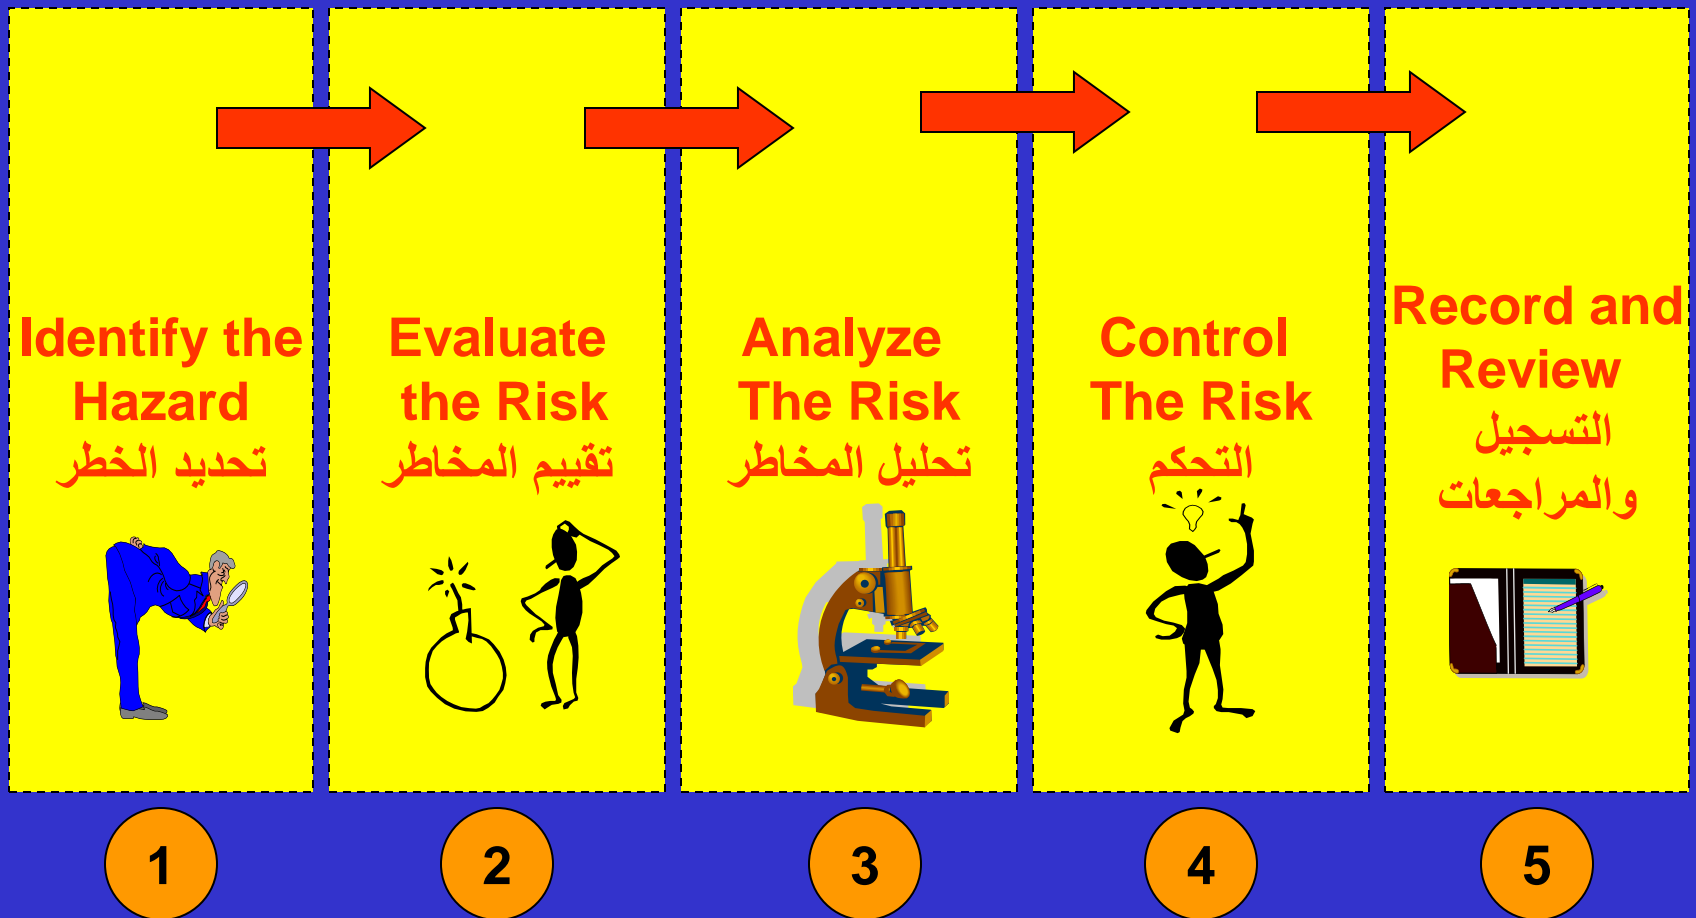 Identify the
Hazard
تحديد الخطر
Evaluate
the Risk
تقييم المخاطر
Analyze
The Risk
تحليل المخاطر
Control
The Risk
التحكم
Record and
Review
التسجيل
والمراجعات
1
2
3
4
5